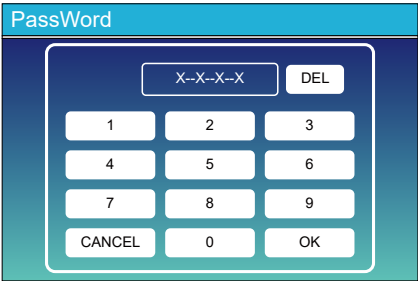 PassWord
X--X--X--X DEL
1 2 3
4 5 6
7 8 9
CANCEL 0 OK